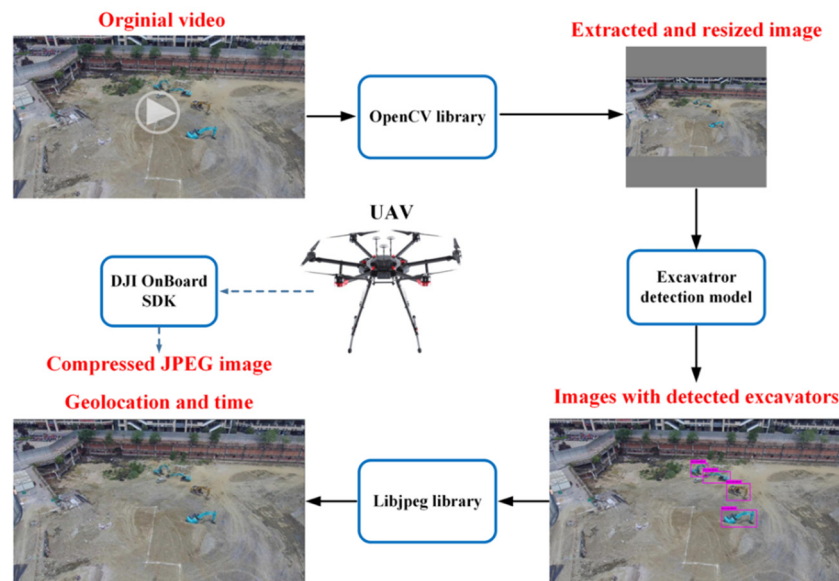 Orginial video
Extracted and resized image
OpenCV library
UAV
DJI OnBoard
SDK
Excavatror
detection model
Compressed JPEG image
Geolocation and time
Images with detected excavators
Libjpeg library